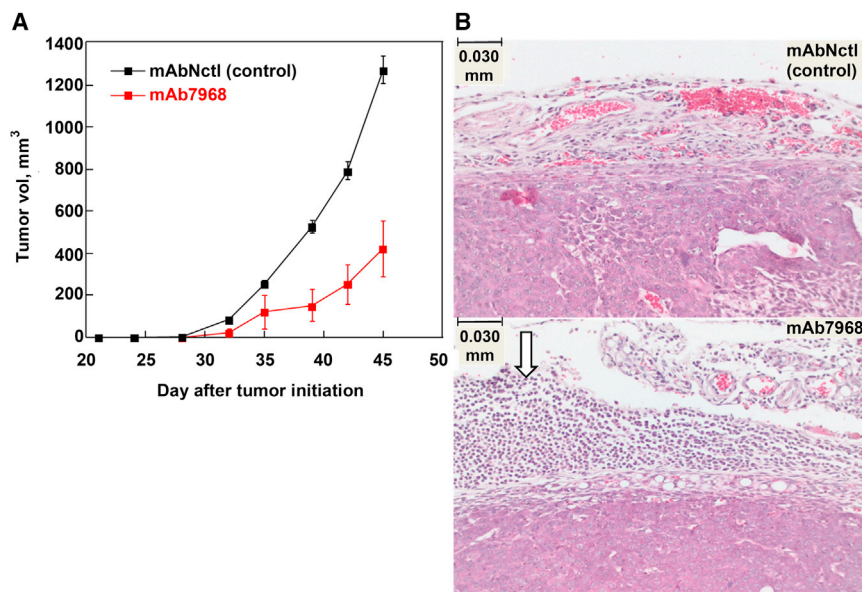 A
1400
1200
1000
800
600
400
200
0
Tumor vol, mm3
mAbNctl (control)
mAb7968
20 25 30 35 40 45 50
Day after tumor initiation
B
0.030
mm
mAbNctl
(control)
0.030
mm
mAb7968